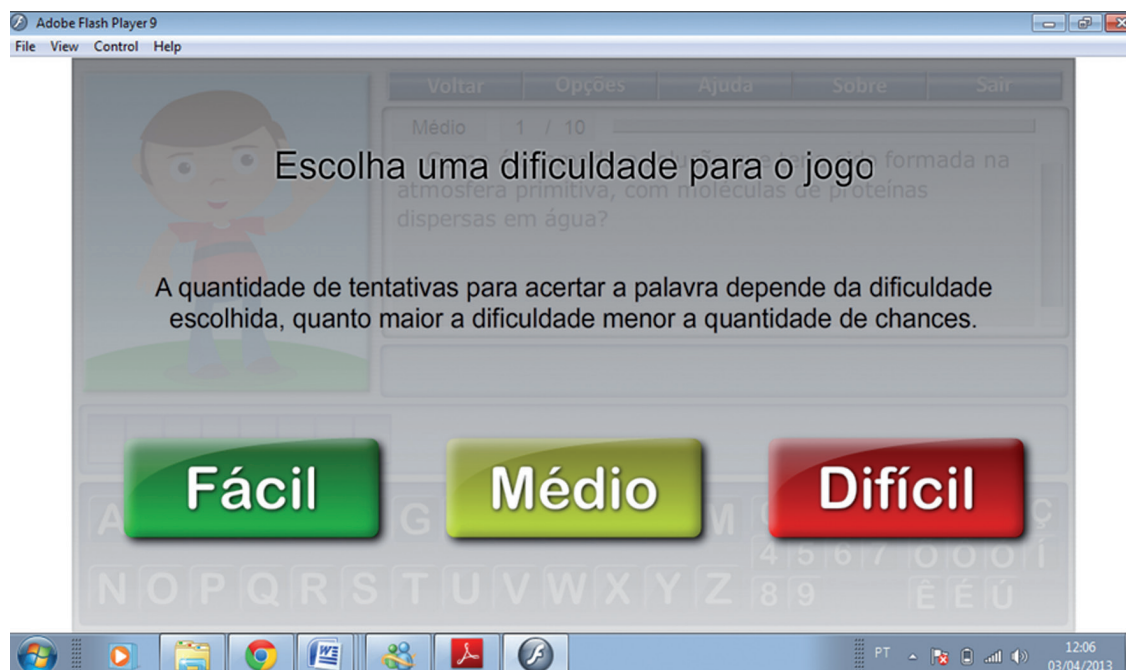 Adobe Flash Player 9
File View Control Help
Voltar Opções Ajuda Sobre Sair
Médio 1 / 10
Escolha uma dificuldade para o jogo
formada na
atmosfera primitiva, com moléculas de proteínas
dispersas em água?
A quantidade de tentativas para acertar a palavra depende da dificuldade
escolhida, quanto maior a dificuldade menor a quantidade de chances.
Fácil Médio Difícil
A G M Ç
4 5 6 7 Í
N O P Q R S T U V W X Y Z 8 9 Ê É Ú
PT 12:06
03/04/2013